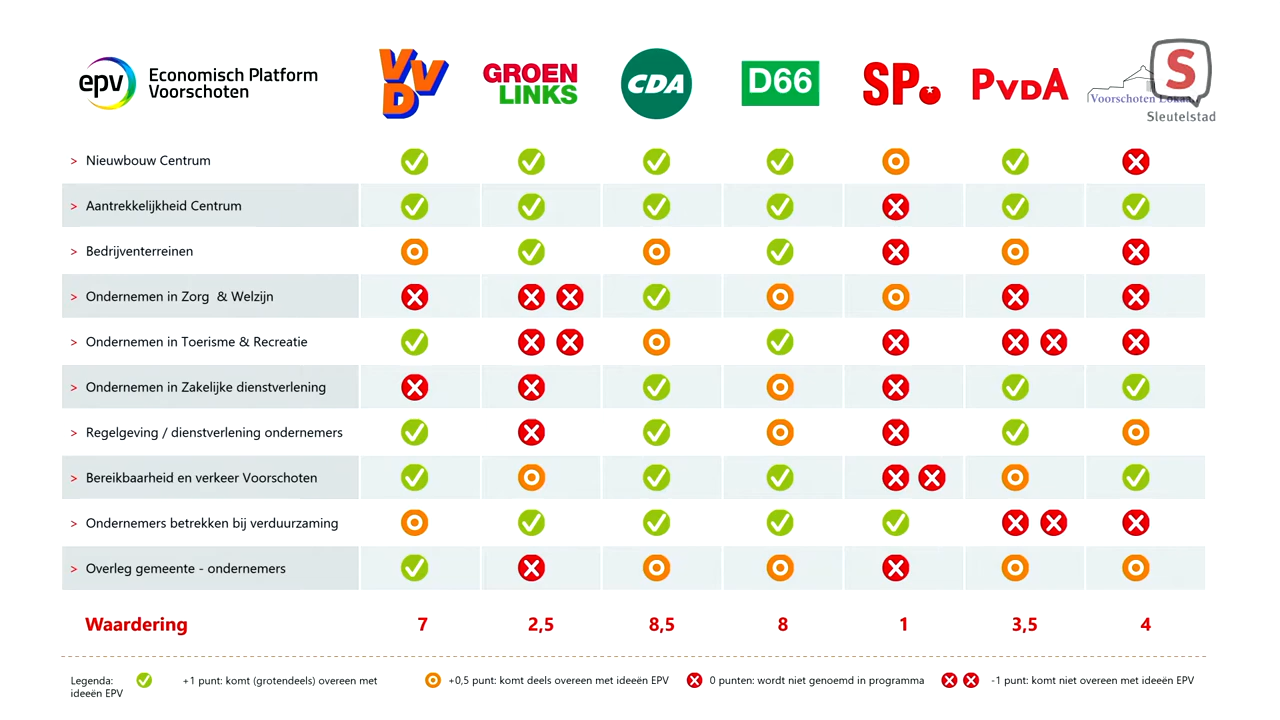 epv Economisch Platform
Voorschoten
VVD
GROEN
LINKS
CDA
D66
SP
PvdA
Voorschoten Lokaal
S
Sleutelstad
> Nieuwbouw Centrum
> Aantrekkelijkheid Centrum
> Bedrijventerreinen
> Ondernemen in Zorg & Welzijn
> Ondernemen in Toerisme & Recreatie
> Ondernemen in Zakelijke dienstverlening
> Regelgeving / dienstverlening ondernemers
> Bereikbaarheid en verkeer Voorschoten
> Ondernemers betrekken bij verduurzaming
> Overleg gemeente - ondernemers
Waardering 7 2,5 8,5 8 1 3,5 4
Legenda: +1 punt: komt (grotendeels) overeen met +0,5 punt: komt deels overeen met ideeën EPV 0 punten: wordt niet genoemd in programma -1 punt: komt niet overeen met ideeën EPV
ideeën EPV